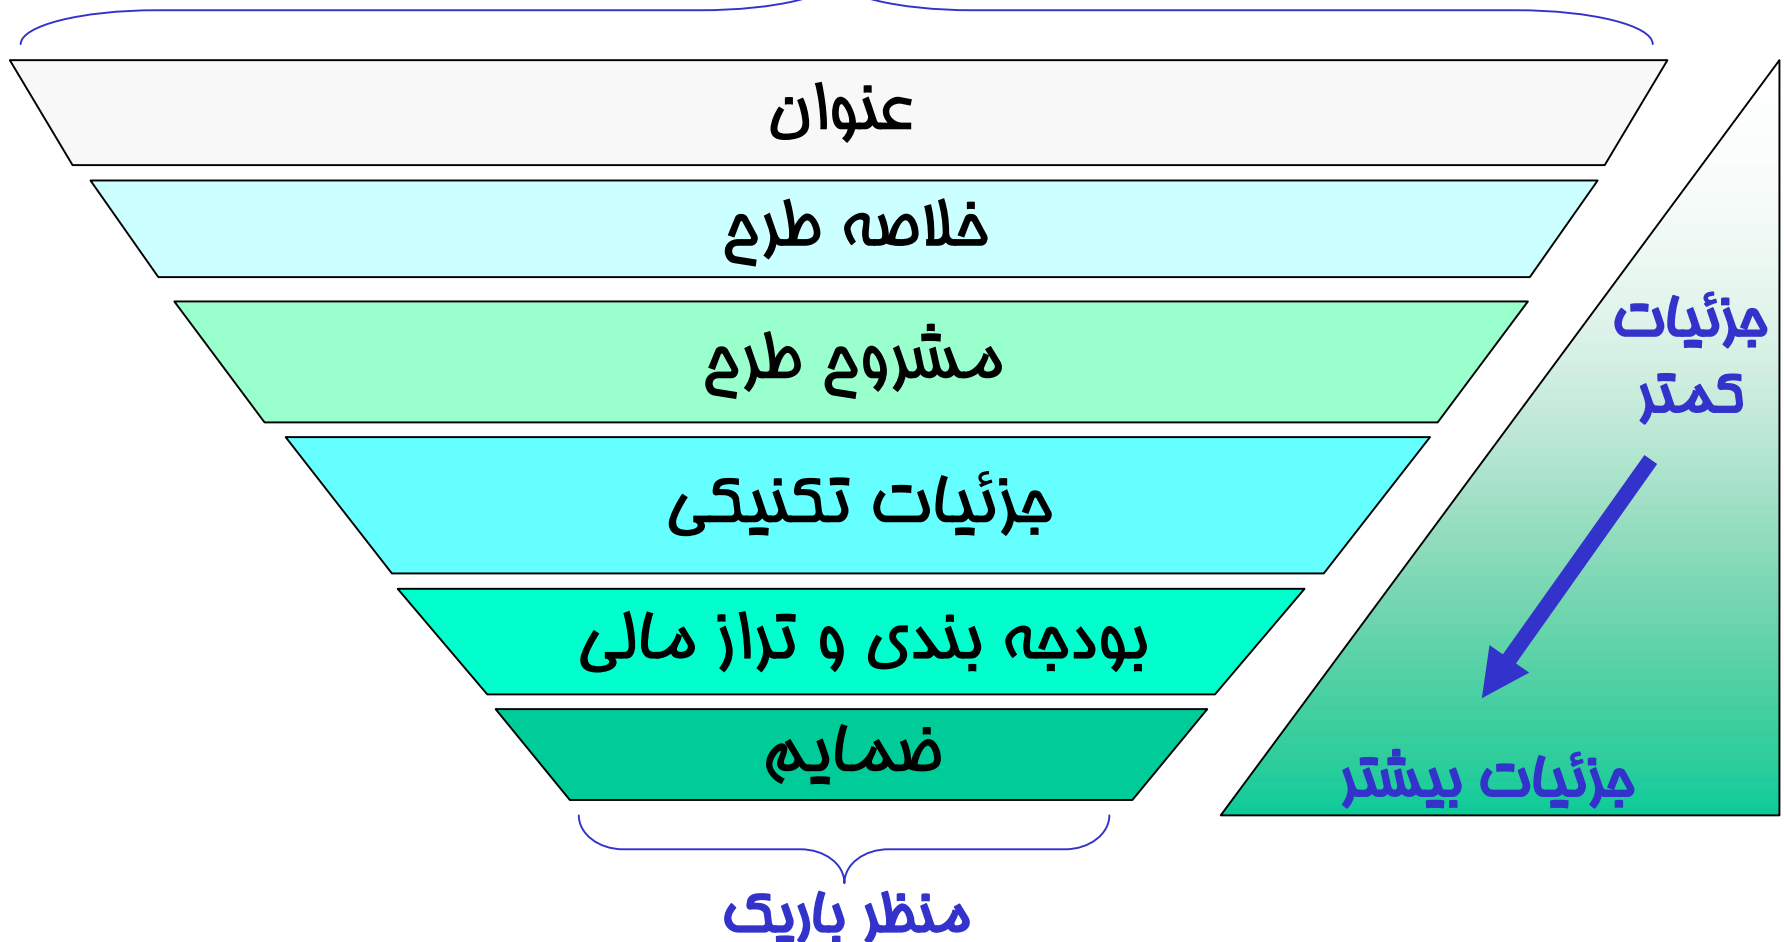 عنوان
خلاصه طرح
مشروح طرح
جزئیات تکنیکی
بودجه بندی و تراز مالی
ضمایم
منظر باریک
جزئیات
کمتر
جزئیات بیشتر